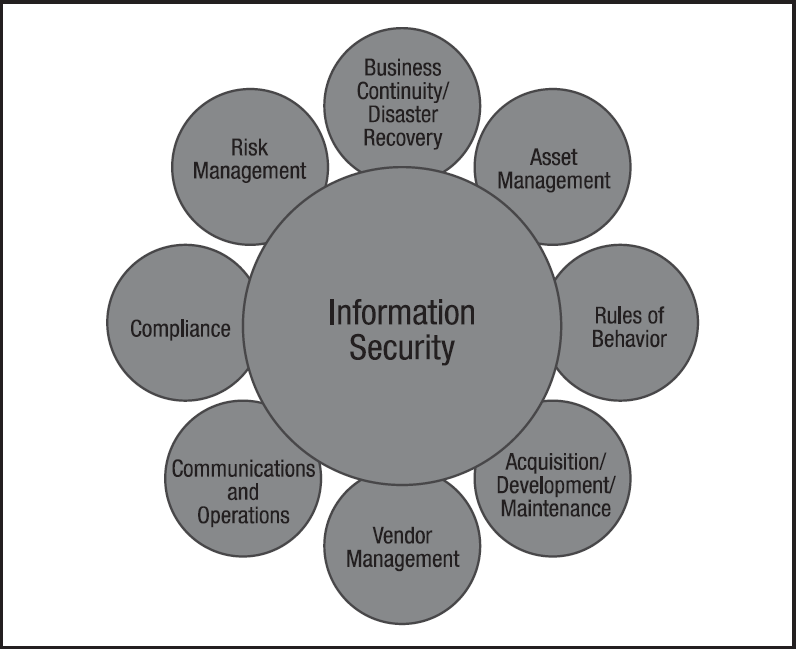 Business
Continuity/
Disaster
Recovery
Asset
Management
Rules of
Behavior
Acquisition/
Development/
Maintenance
Vendor
Management
Communications
and
Operations
Compliance
Risk
Management
Information
Security